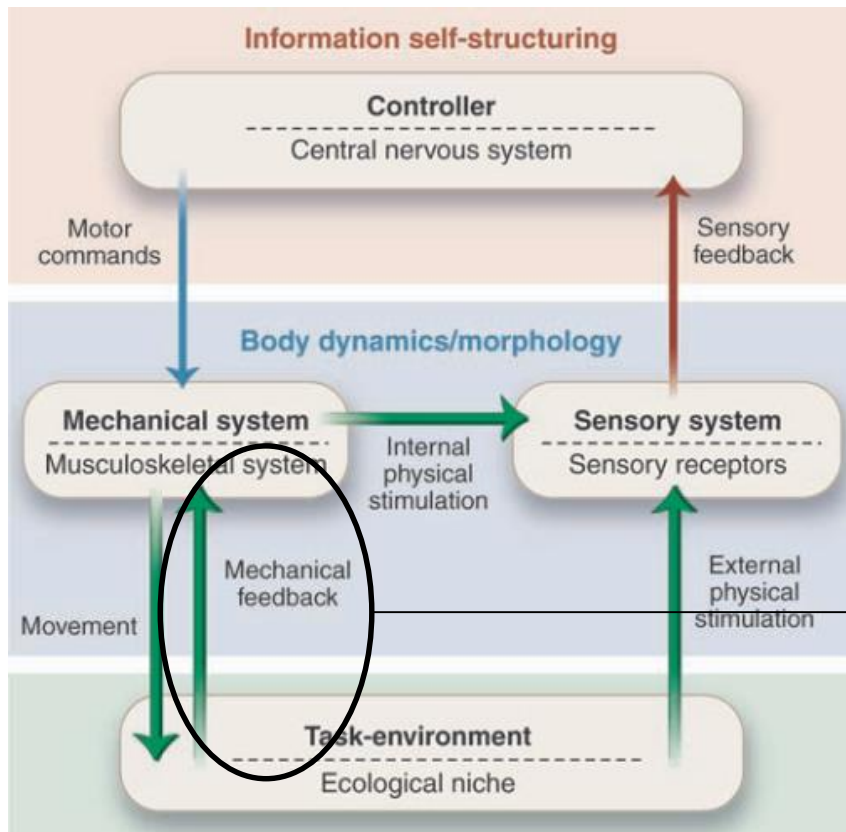 Information self-structuring
Controller
Central nervous system
Motor
commands
Sensory
feedback
Body dynamics/morphology
Mechanical system
Musculoskeletal system
Internal
physical
stimulation
Sensory system
Sensory receptors
Mechanical
feedback
External
physical
stimulation
Movement
Task-environment
Ecological niche